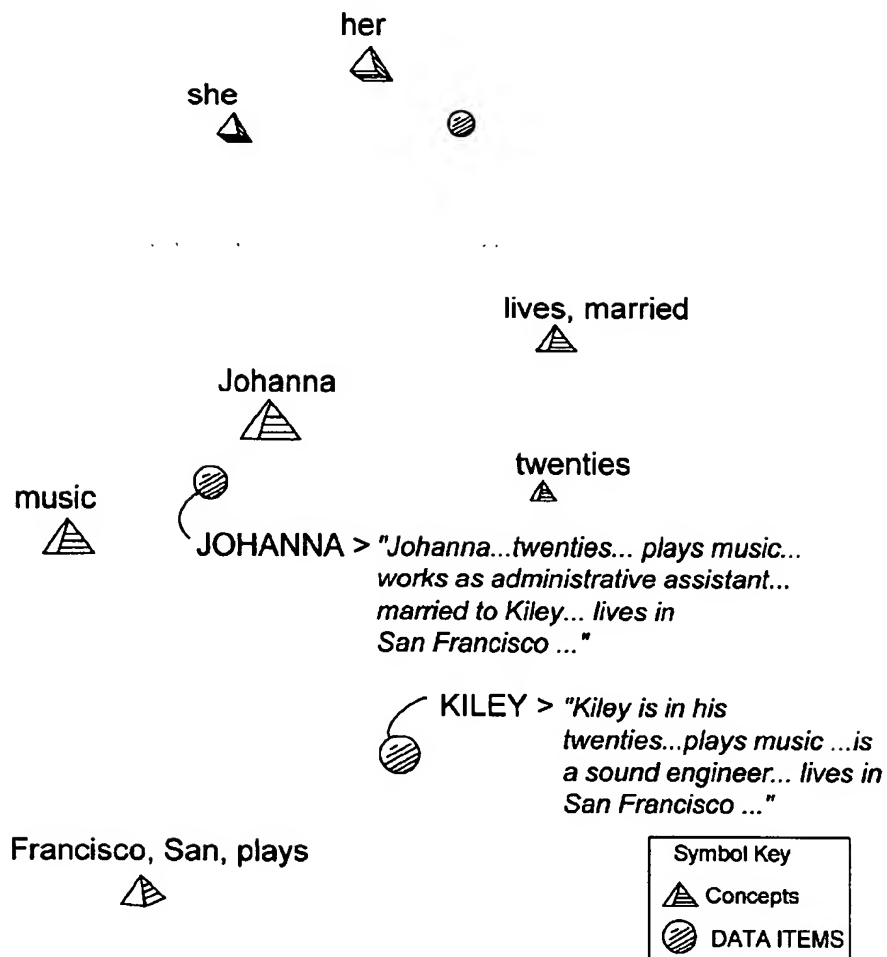 her
she
lives, married
Johanna
twenties
music
JOHANNA > "Johanna...twenties... plays music...
works as administrative assistant...
married to Kiley... lives in
San Francisco ..."
KILEY > "Kiley is in his
twenties...plays music ...is
a sound engineer... lives in
San Francisco ..."
Francisco, San, plays
Symbol Key
Concepts
DATA ITEMS